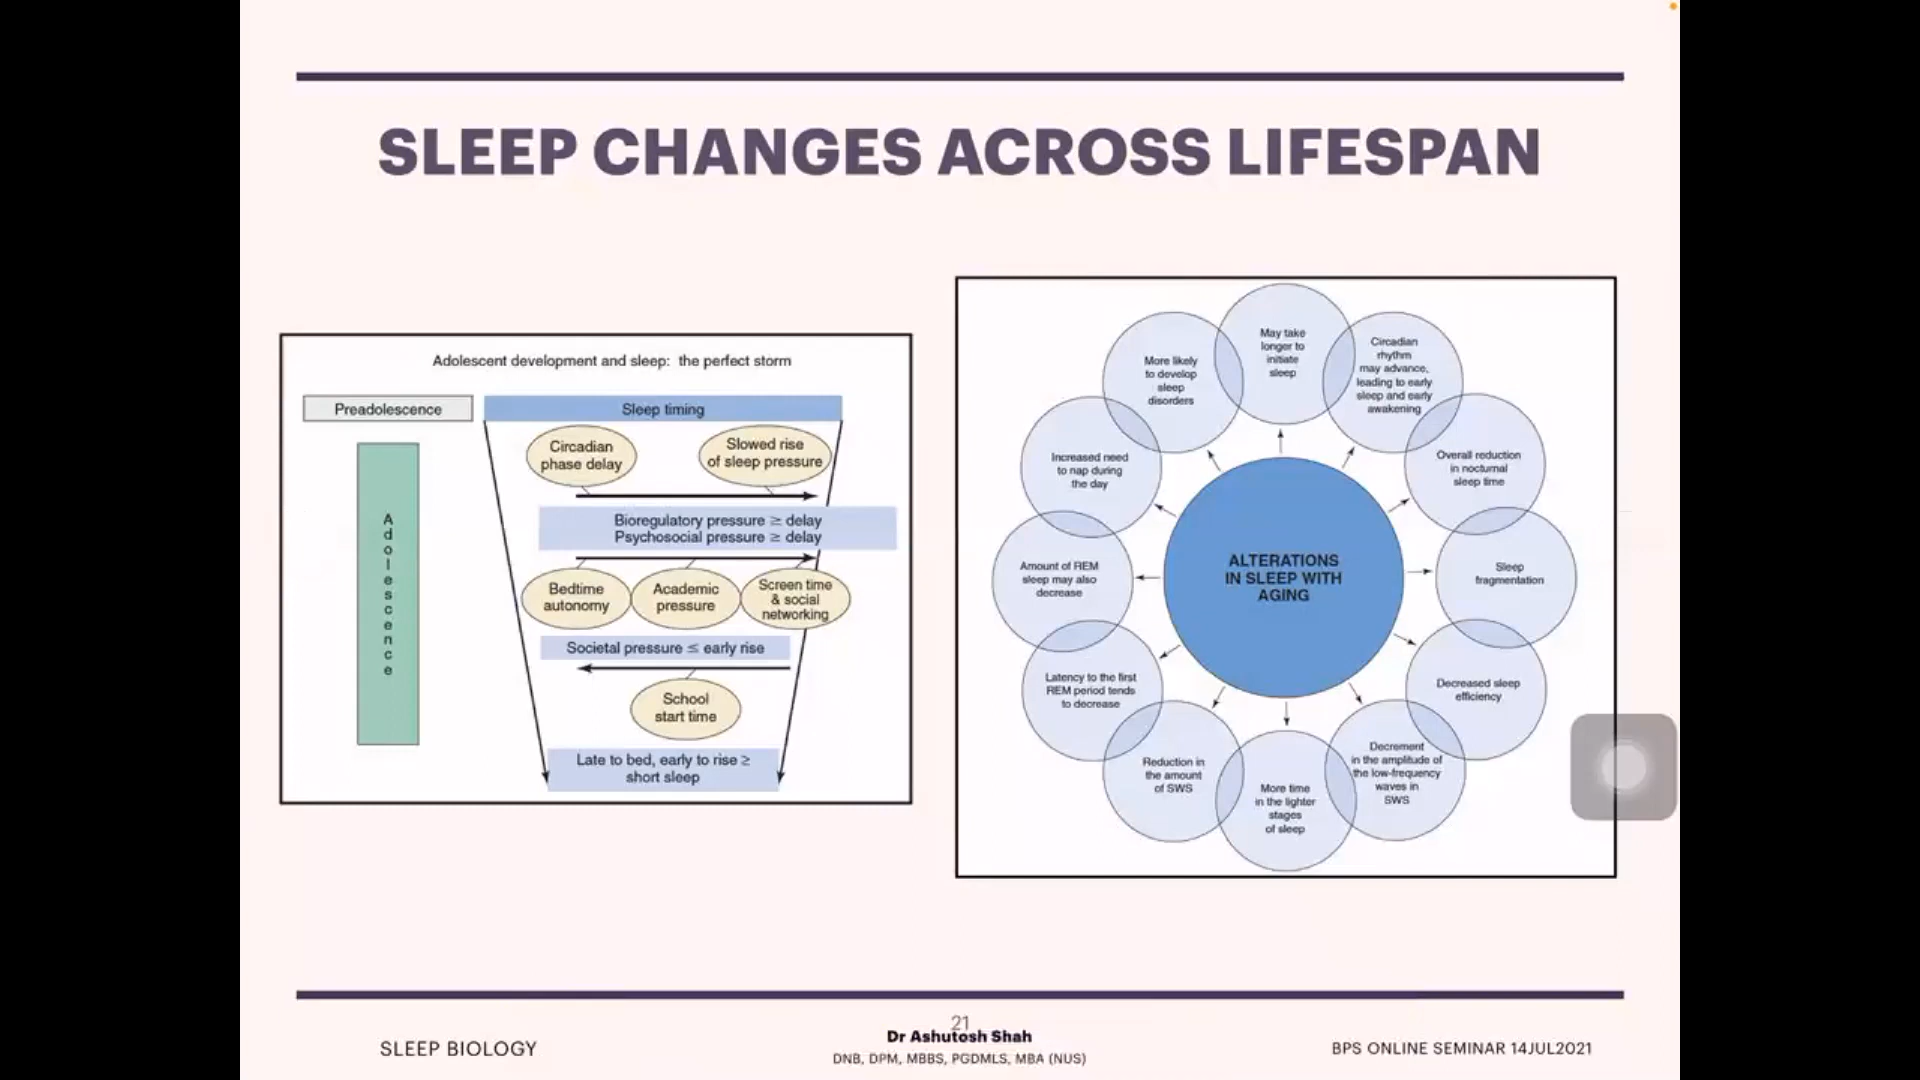 SLEEP CHANGES ACROSS LIFESPAN
Adolescent development and sleep: the perfect storm
Preadolescence
Sleep timing
Circadian
phase delay
Slowed rise
of sleep pressure
Adolescence
Bioregulatory pressure ≥ delay
Psychosocial pressure ≥ delay
Bedtime
autonomy
Academic
pressure
Screen time
& social
networking
Societal pressure ≤ early rise
School
start time
Late to bed, early to rise ≥
short sleep
ALTERATIONS
IN SLEEP WITH
AGING
May take
longer to
initiate
sleep
Circadian
rhythm
may advance,
leading to early
sleep and early
awakening
Overall reduction
in nocturnal
sleep time
Sleep
fragmentation
Decreased sleep
efficiency
Decrement
in the amplitude of
the low-frequency
waves in
SWS
More time
in the lighter
stages
of sleep
Reduction in
the amount
of SWS
Latency to the first
REM period tends
to decrease
Amount of REM
sleep may also
decrease
Increased need
to nap during
the day
More likely
to develop
sleep
disorders
SLEEP BIOLOGY
21
Dr Ashutosh Shah
DNB, DPM, MBBS, PGDMLS, MBA (NUS)
BPS ONLINE SEMINAR 14JUL2021